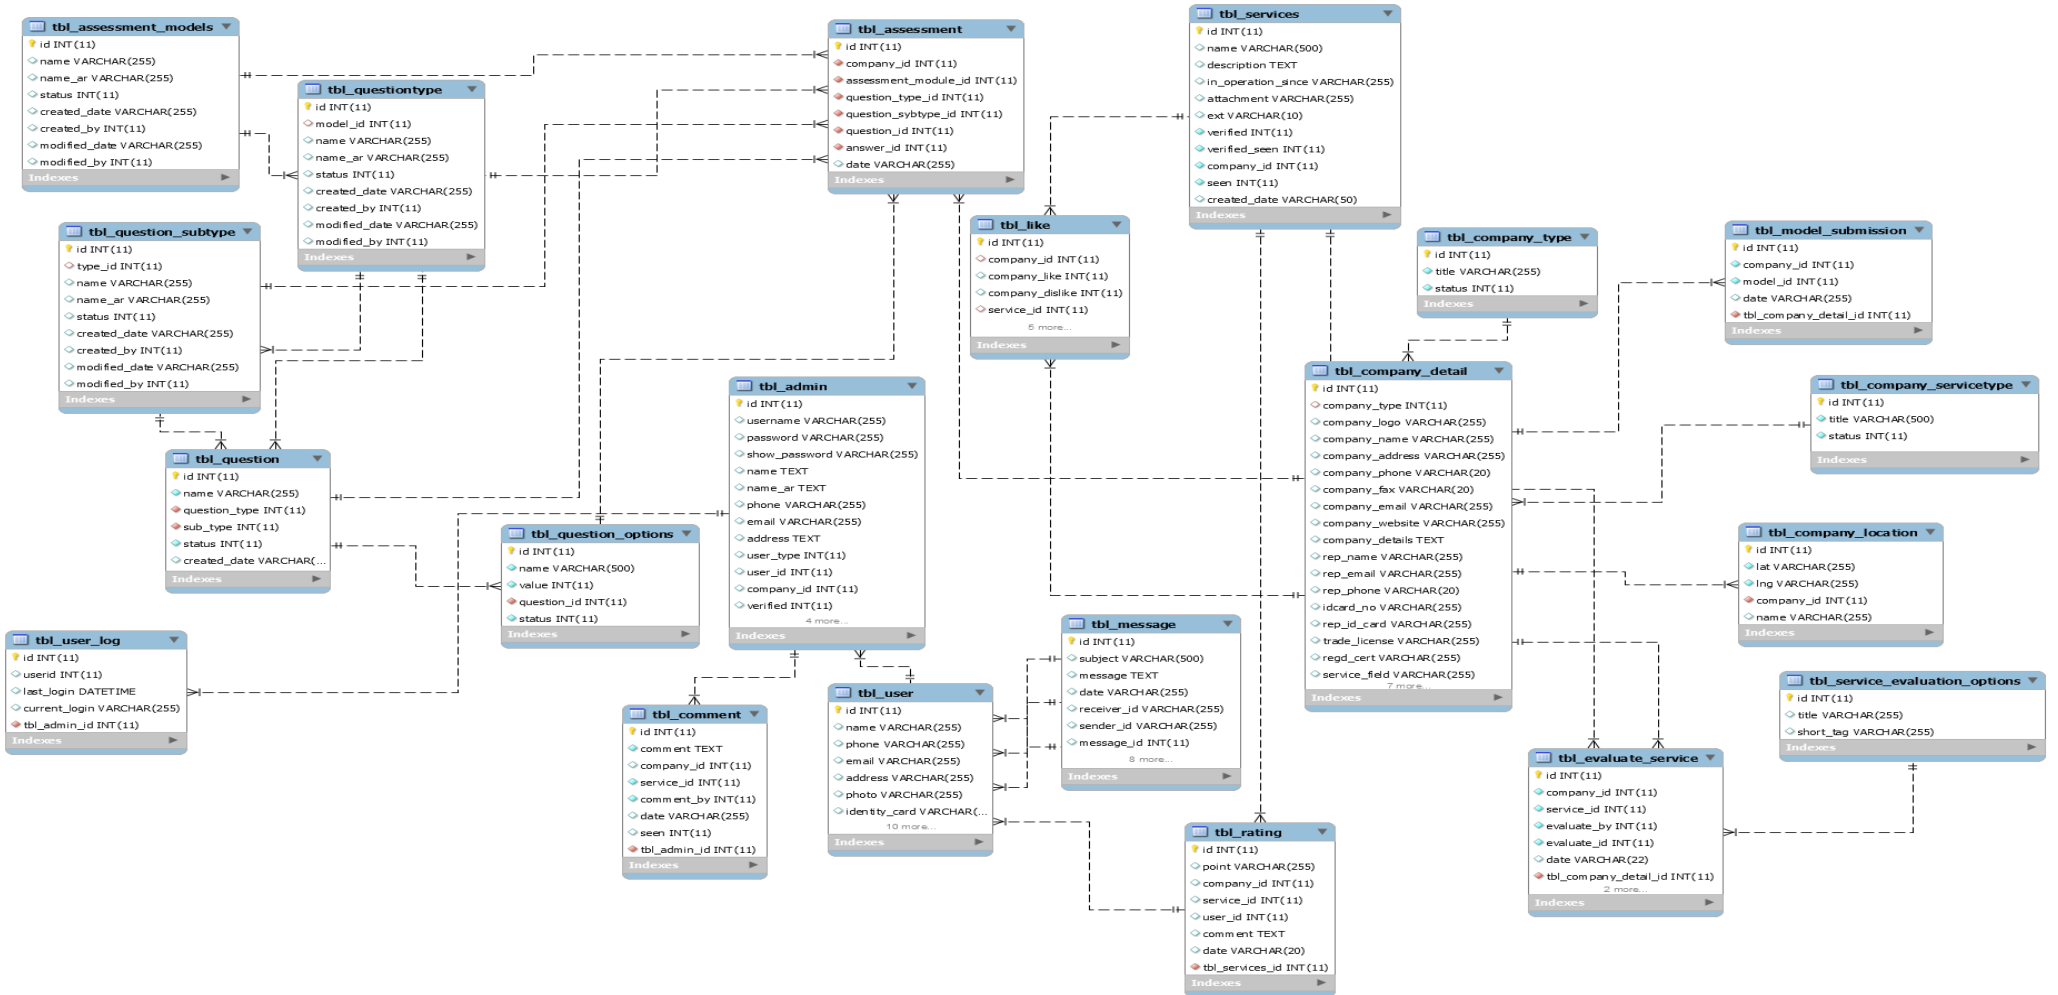 tbl_assessment_models
id INT(11)
name VARCHAR(255)
name_ar VARCHAR(255)
status INT(11)
created_date VARCHAR(255)
created_by INT(11)
modified_date VARCHAR(255)
modified_by INT(11)
Indexes
tbl_questiontype
id INT(11)
model_id INT(11)
name VARCHAR(255)
name_ar VARCHAR(255)
status INT(11)
created_date VARCHAR(255)
created_by INT(11)
modified_date VARCHAR(255)
modified_by INT(11)
Indexes
tbl_assessment
id INT(11)
company_id INT(11)
assessment_module_id INT(11)
question_type_id INT(11)
question_sybtype_id INT(11)
question_id INT(11)
answer_id INT(11)
date VARCHAR(255)
Indexes
tbl_services
id INT(11)
name VARCHAR(500)
description TEXT
in_operation_since VARCHAR(255)
attachment VARCHAR(255)
ext VARCHAR(10)
verified INT(11)
verified_seen INT(11)
company_id INT(11)
seen INT(11)
created_date VARCHAR(50)
Indexes
tbl_question_subtype
id INT(11)
type_id INT(11)
name VARCHAR(255)
name_ar VARCHAR(255)
status INT(11)
created_date VARCHAR(255)
created_by INT(11)
modified_date VARCHAR(255)
modified_by INT(11)
Indexes
tbl_like
id INT(11)
company_id INT(11)
company_like INT(11)
company_dislike INT(11)
service_id INT(11)
5 more...
Indexes
tbl_company_type
id INT(11)
title VARCHAR(255)
status INT(11)
Indexes
tbl_model_submission
id INT(11)
company_id INT(11)
model_id INT(11)
date VARCHAR(255)
tbl_company_detail_id INT(11)
Indexes
tbl_admin
id INT(11)
username VARCHAR(255)
password VARCHAR(255)
show_password VARCHAR(255)
name TEXT
name_ar TEXT
phone VARCHAR(255)
email VARCHAR(255)
address TEXT
user_type INT(11)
user_id INT(11)
company_id INT(11)
verified INT(11)
4 more...
Indexes
tbl_company_detail
id INT(11)
company_type INT(11)
company_logo VARCHAR(255)
company_name VARCHAR(255)
company_address VARCHAR(255)
company_phone VARCHAR(20)
company_fax VARCHAR(20)
company_email VARCHAR(255)
company_website VARCHAR(255)
company_details TEXT
rep_name VARCHAR(255)
rep_email VARCHAR(255)
rep_phone VARCHAR(20)
idcard_no VARCHAR(255)
rep_id_card VARCHAR(255)
trade_license VARCHAR(255)
regd_cert VARCHAR(255)
service_field VARCHAR(255)
7 more...
Indexes
tbl_company_servicetype
id INT(11)
title VARCHAR(500)
status INT(11)
Indexes
tbl_question
id INT(11)
name VARCHAR(255)
question_type INT(11)
sub_type INT(11)
status INT(11)
created_date VARCHAR(...
Indexes
tbl_question_options
id INT(11)
name VARCHAR(500)
value INT(11)
question_id INT(11)
status INT(11)
Indexes
tbl_company_location
id INT(11)
lat VARCHAR(255)
lng VARCHAR(255)
company_id INT(11)
name VARCHAR(255)
Indexes
tbl_user_log
id INT(11)
userid INT(11)
last_login DATETIME
current_login VARCHAR(255)
tbl_admin_id INT(11)
Indexes
tbl_message
id INT(11)
subject VARCHAR(500)
message TEXT
date VARCHAR(255)
receiver_id VARCHAR(255)
sender_id VARCHAR(255)
message_id INT(11)
8 more...
Indexes
tbl_service_evaluation_options
id INT(11)
title VARCHAR(255)
short_tag VARCHAR(255)
Indexes
tbl_comment
id INT(11)
comment TEXT
company_id INT(11)
service_id INT(11)
comment_by INT(11)
date VARCHAR(255)
seen INT(11)
tbl_admin_id INT(11)
Indexes
tbl_user
id INT(11)
name VARCHAR(255)
phone VARCHAR(255)
email VARCHAR(255)
address VARCHAR(255)
photo VARCHAR(255)
identity_card VARCHAR(...
10 more...
Indexes
tbl_evaluate_service
id INT(11)
company_id INT(11)
service_id INT(11)
evaluate_by INT(11)
evaluate_id INT(11)
date VARCHAR(22)
tbl_company_detail_id INT(11)
2 more...
Indexes
tbl_rating
id INT(11)
point VARCHAR(255)
company_id INT(11)
service_id INT(11)
user_id INT(11)
comment TEXT
date VARCHAR(20)
tbl_services_id INT(11)
Indexes